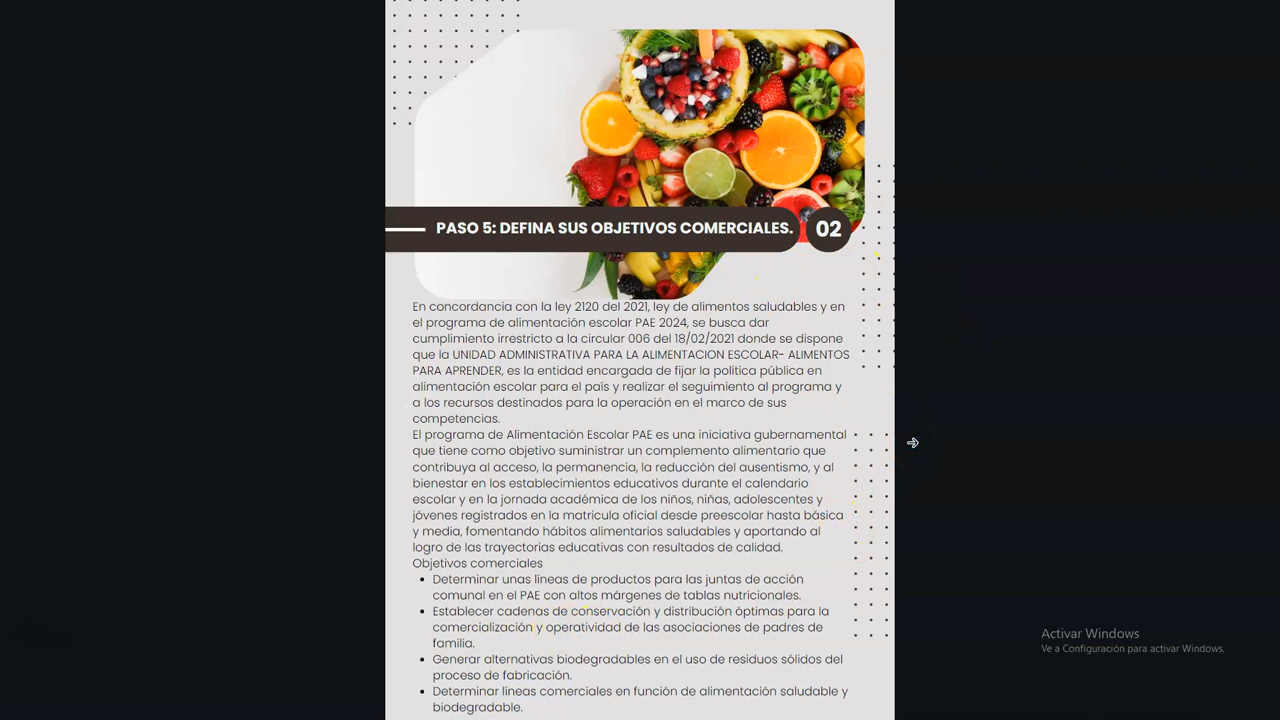 PASO 5: DEFINA SUS OBJETIVOS COMERCIALES.
02
En concordancia con la ley 2120 del 2021, ley de alimentos saludables y en
el programa de alimentación escolar PAE 2024, se busca dar
cumplimiento irrestricto a la circular 006 del 18/02/2021 donde se dispone
que la UNIDAD ADMINISTRATIVA PARA LA ALIMENTACION ESCOLAR- ALIMENTOS
PARA APRENDER, es la entidad encargada de fijar la política pública en
alimentación escolar para el país y realizar el seguimiento al programa y
a los recursos destinados para la operación en el marco de sus
competencias.
El programa de Alimentación Escolar PAE es una iniciativa gubernamental
que tiene como objetivo suministrar un complemento alimentario que
contribuya al acceso, la permanencia, la reducción del ausentismo, y al
bienestar en los establecimientos educativos durante el calendario
escolar y en la jornada académica de los niños, niñas, adolescentes y
jóvenes registrados en la matricula oficial desde preescolar hasta básica
y media, fomentando hábitos alimentarios saludables y aportando al
logro de las trayectorias educativas con resultados de calidad.
Objetivos comerciales
• Determinar unas líneas de productos para las juntas de acción
comunal en el PAE con altos márgenes de tablas nutricionales.
• Establecer cadenas de conservación y distribución óptimas para la
comercialización y operatividad de las asociaciones de padres de
familia.
• Generar alternativas biodegradables en el uso de residuos sólidos del
proceso de fabricación.
• Determinar líneas comerciales en función de alimentación saludable y
biodegradable.
Activar Windows
Ve a Configuración para activar Windows.